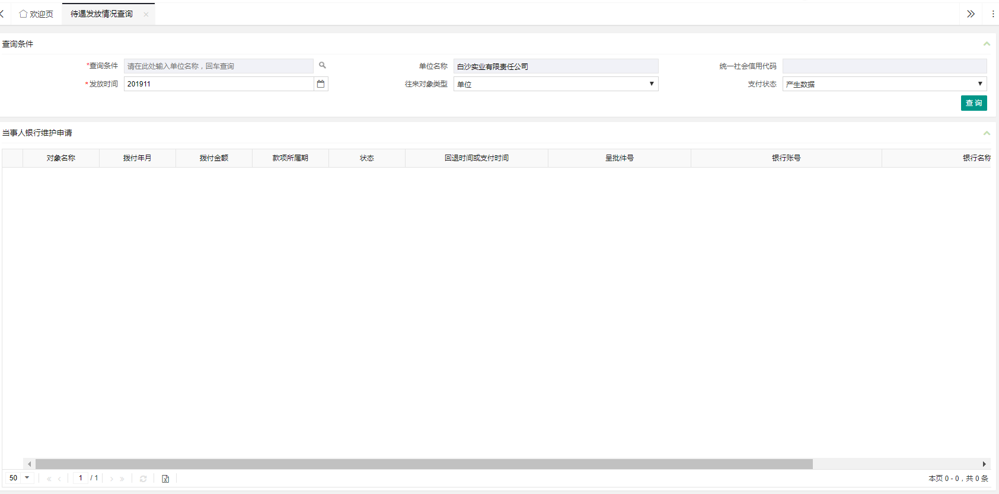 欢迎页 待遇发放情况查询
查询条件
*查询条件 请在此处输入单位名称，回车查询 单位名称 白沙实业有限责任公司 统一社会信用代码
*发放时间 201911 往来对象类型 单位 支付状态 产生数据
查询
当事人银行维护申请
对象名称 拨付年月 拨付金额 款项所属期 状态 回退时间或支付时间 呈批件号 银行账号 银行名称
50 1 / 1 本页 0 - 0，共 0 条